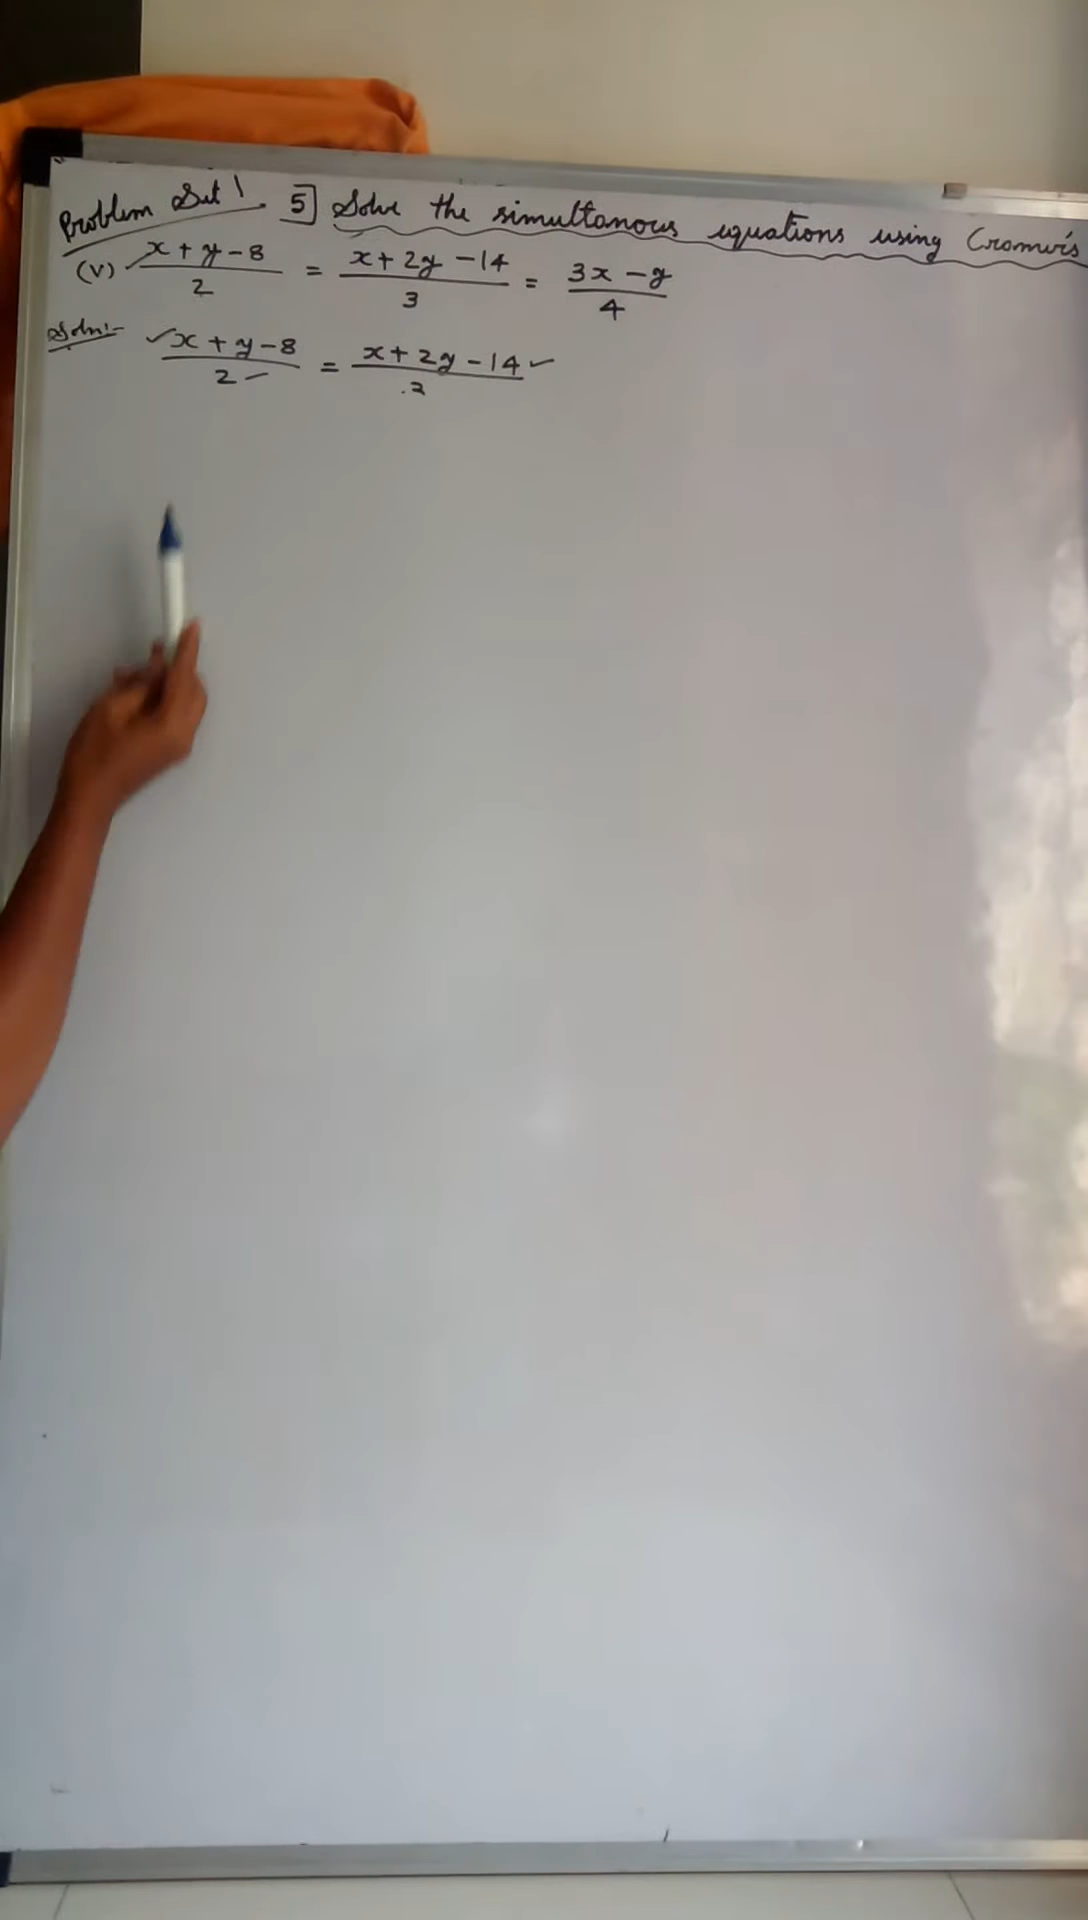 Problem Set 1. 5] Solve the simultanous equations using Cramer's
(v) x + y - 8 / 2 = x + 2y - 14 / 3 = 3x - y / 4
Soln:- x + y - 8 / 2 = x + 2y - 14 / 3